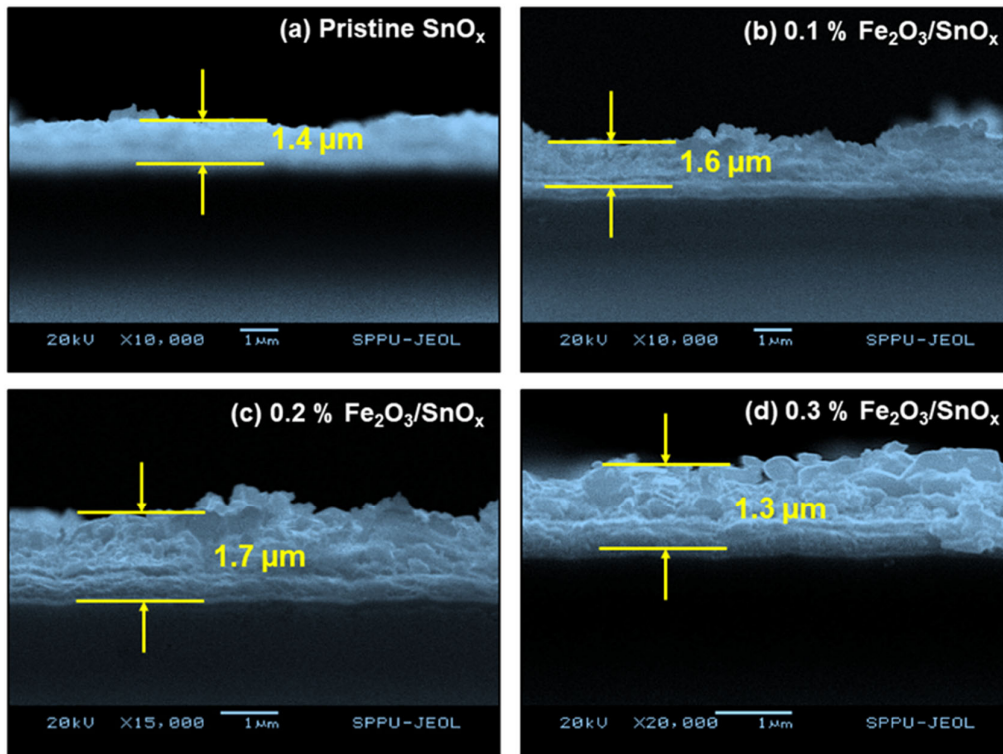 (a) Pristine SnOₓ
1.4 µm
20kV X10,000 1µm SPPU-JEOL
(b) 0.1 % Fe₂O₃/SnOₓ
1.6 µm
20kV X10,000 1µm SPPU-JEOL
(c) 0.2 % Fe₂O₃/SnOₓ
1.7 µm
20kV X15,000 1µm SPPU-JEOL
(d) 0.3 % Fe₂O₃/SnOₓ
1.3 µm
20kV X20,000 1µm SPPU-JEOL